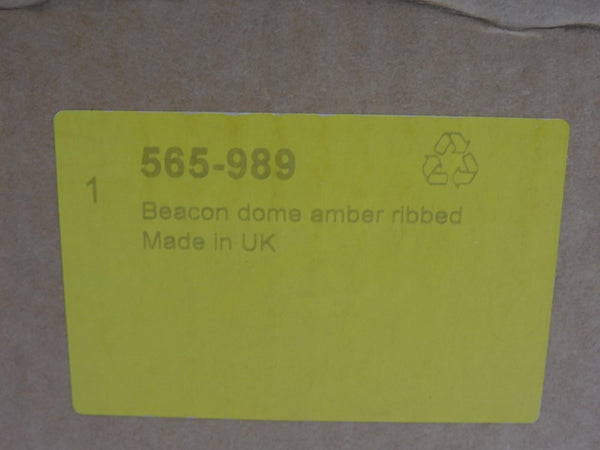 565-989
1
Beacon dome amber ribbed
Made in UK